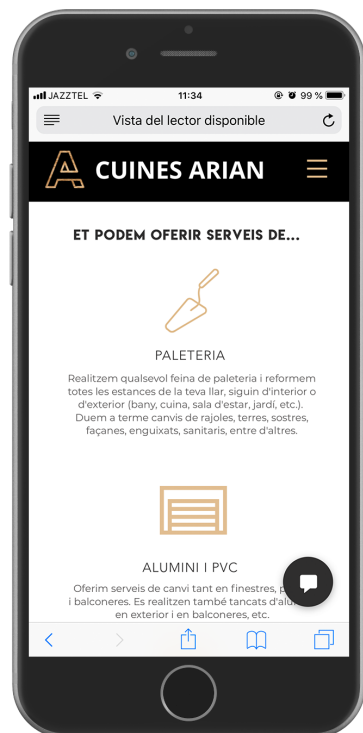 JAZZTEL 11:34 99 %
Vista del lector disponible
CUINES ARIAN
ET PODEM OFERIR SERVEIS DE...
PALETERIA
Realitzem qualsevol feina de paleteria i reformem
totes les estances de la teva llar, siguin d'interior o
d'exterior (bany, cuina, sala d'estar, jardí, etc.).
Duem a terme canvis de rajoles, terres, sostres,
façanes, enguixats, sanitaris, entre d'altres.
ALUMINI I PVC
Oferim serveis de canvi tant en finestres,
i balconeres. Es realitzen també tancats
en exterior i en balconeres, etc.